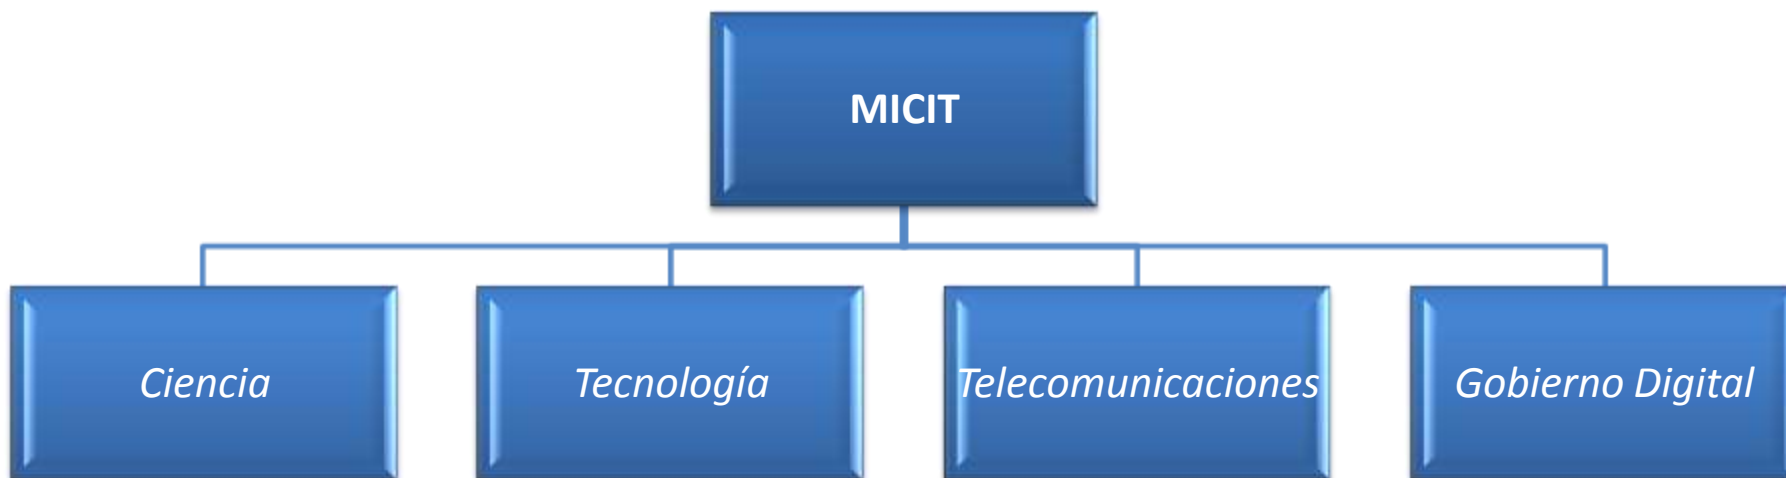 MICIT
Ciencia
Tecnología
Telecomunicaciones
Gobierno Digital